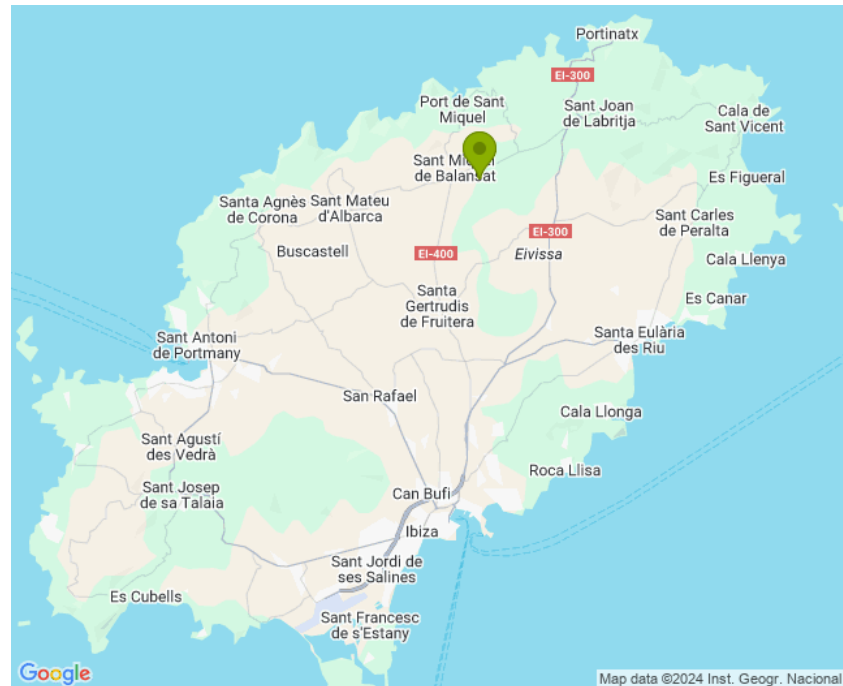 Portinatx
EI-300
Port de Sant
Miquel
Sant Joan
de Labritja
Cala de
Sant Vicent
de Balansat
Es Figueral
Santa Agnès
de Corona
Sant Mateu
d'Albarca
Sant Carles
de Peralta
EI-300
EI-400
Eivissa
Buscastell
Cala Llenya
Santa
Gertrudis
de Fruitera
Es Canar
Sant Antoni
de Portmany
Santa Eulària
des Riu
San Rafael
Cala Llonga
Sant Agustí
des Vedrà
Roca Llisa
Sant Josep
de sa Talaia
Can Bufi
Ibiza
Sant Jordi de
ses Salines
Es Cubells
Sant Francesc
de s'Estany
Google
Map data ©2024 Inst. Geogr. Nacional